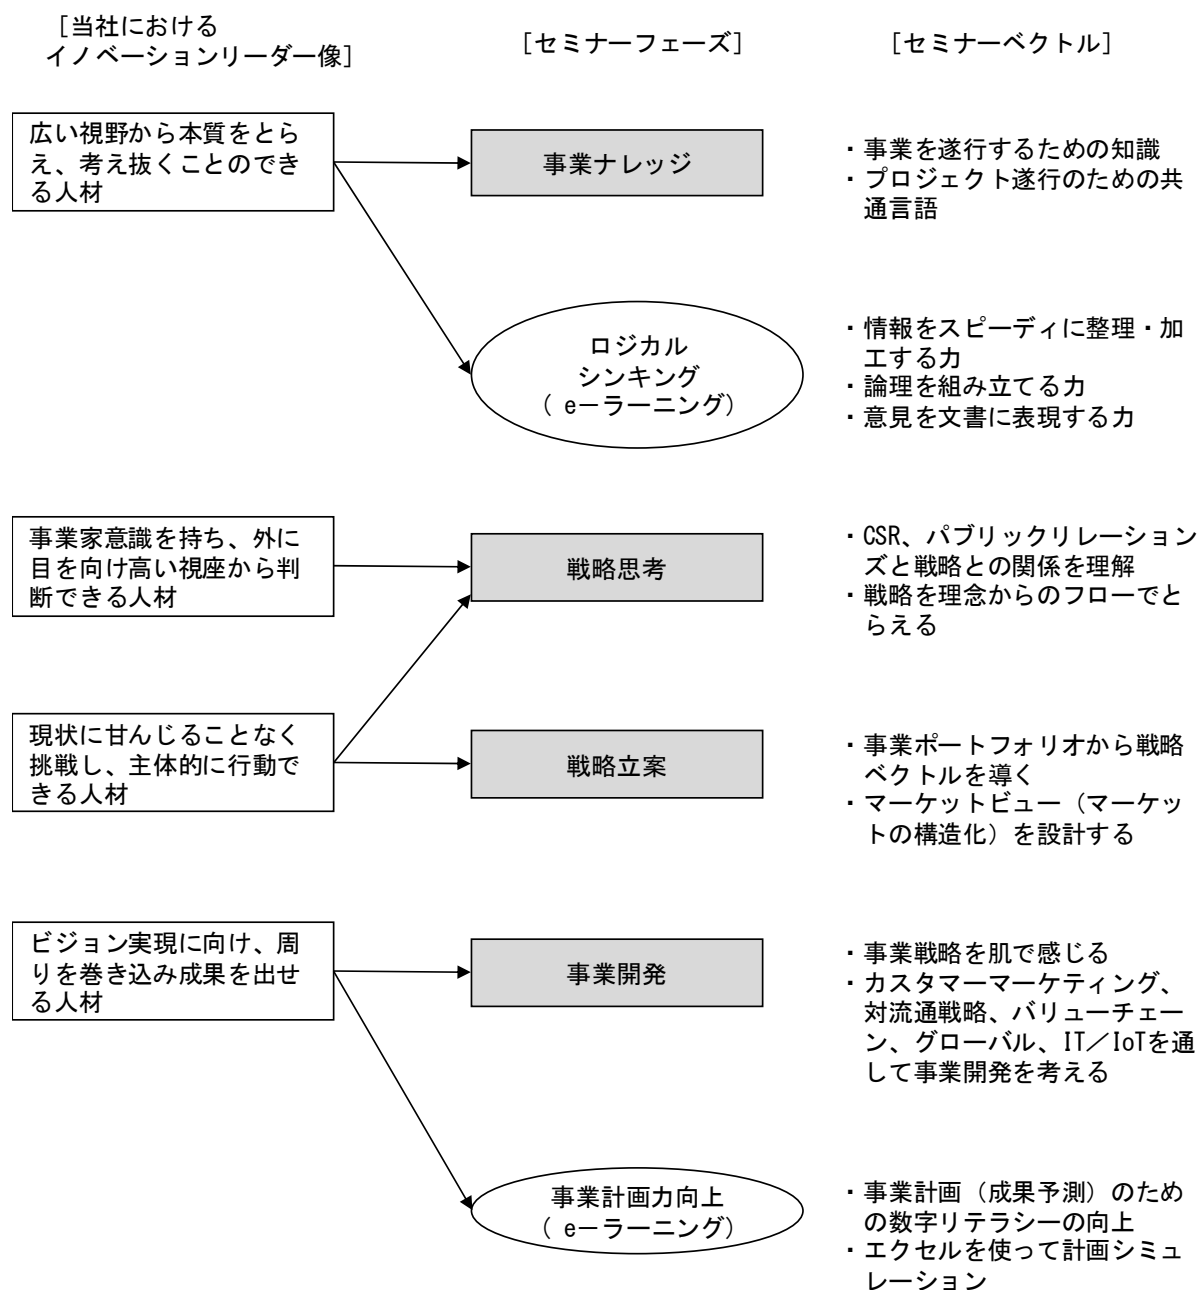 [当社における
イノベーションリーダー像]
[セミナーフェーズ]
[セミナーベクトル]
広い視野から本質をとら
え、考え抜くことのでき
る人材
事業ナレッジ
・事業を遂行するための知識
・プロジェクト遂行のための共
通言語
ロジカル
シンキング
( e－ラーニング)
・情報をスピーディに整理・加
工する力
・論理を組み立てる力
・意見を文書に表現する力
事業家意識を持ち、外に
目を向け高い視座から判
断できる人材
戦略思考
・CSR、パブリックリレーション
ズと戦略との関係を理解
・戦略を理念からのフローでと
らえる
現状に甘んじることなく
挑戦し、主体的に行動で
きる人材
戦略立案
・事業ポートフォリオから戦略
ベクトルを導く
・マーケットビュー（マーケッ
トの構造化）を設計する
ビジョン実現に向け、周
りを巻き込み成果を出せ
る人材
事業開発
・事業戦略を肌で感じる
・カスタマーマーケティング、
対流通戦略、バリューチェー
ン、グローバル、IT／IoTを通
して事業開発を考える
事業計画力向上
( e－ラーニング)
・事業計画（成果予測）のため
の数字リテラシーの向上
・エクセルを使って計画シミュ
レーション